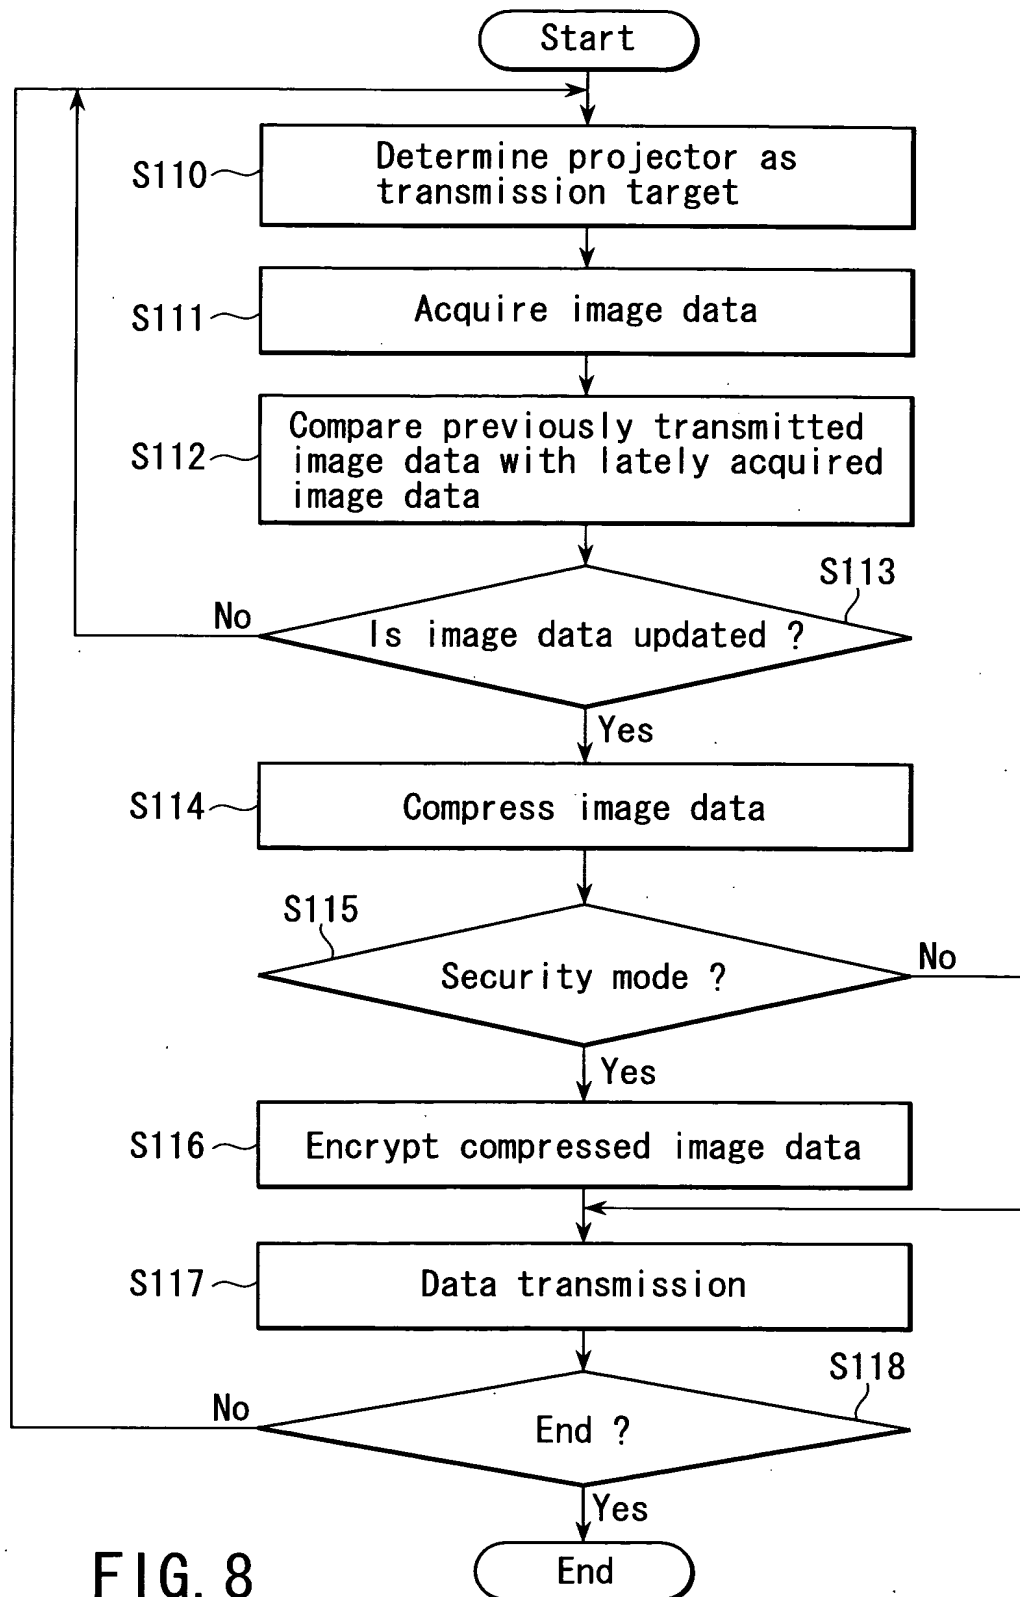 Start
S110
Determine projector as
transmission target
S111
Acquire image data
S112
Compare previously transmitted
image data with lately acquired
image data
S113
No
Is image data updated ?
Yes
S114
Compress image data
S115
Security mode ?
No
Yes
S116
Encrypt compressed image data
S117
Data transmission
S118
No
End ?
Yes
End
FIG. 8